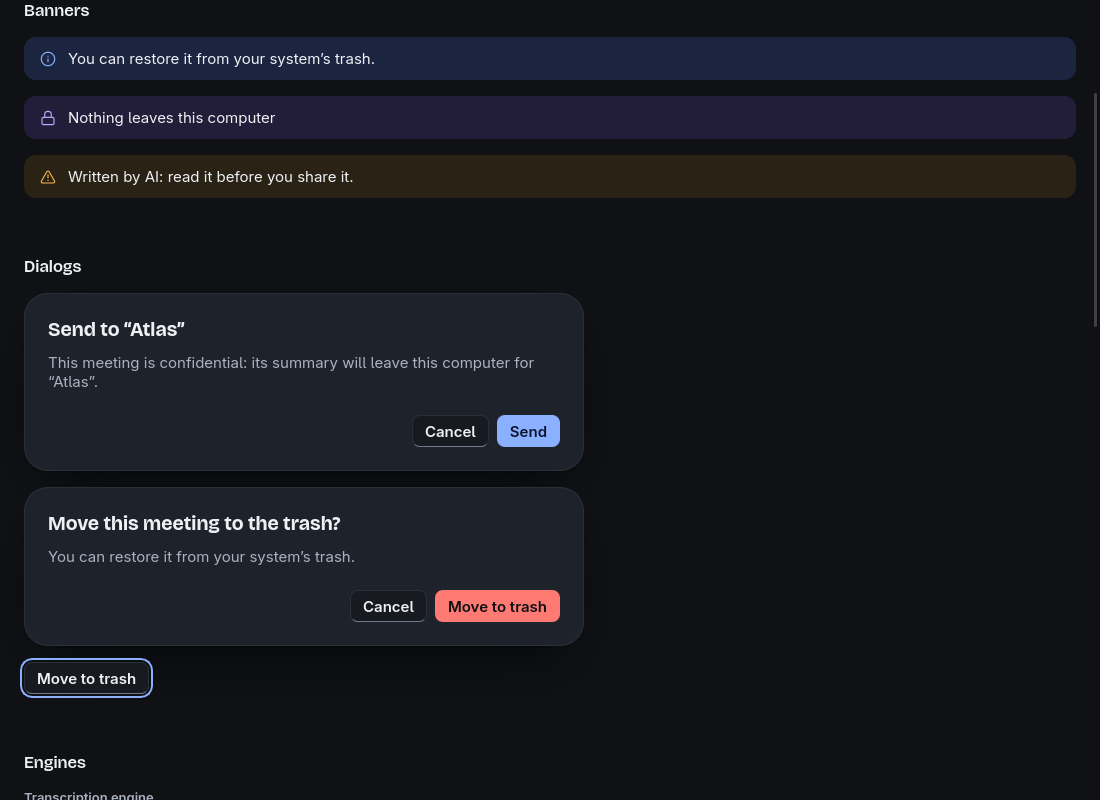 Banners
You can restore it from your system’s trash.
Nothing leaves this computer
Written by AI: read it before you share it.
Dialogs
Send to “Atlas”
This meeting is confidential: its summary will leave this computer for
“Atlas”.
Cancel
Send
Move this meeting to the trash?
You can restore it from your system’s trash.
Cancel
Move to trash
Move to trash
Engines
Transcription engine